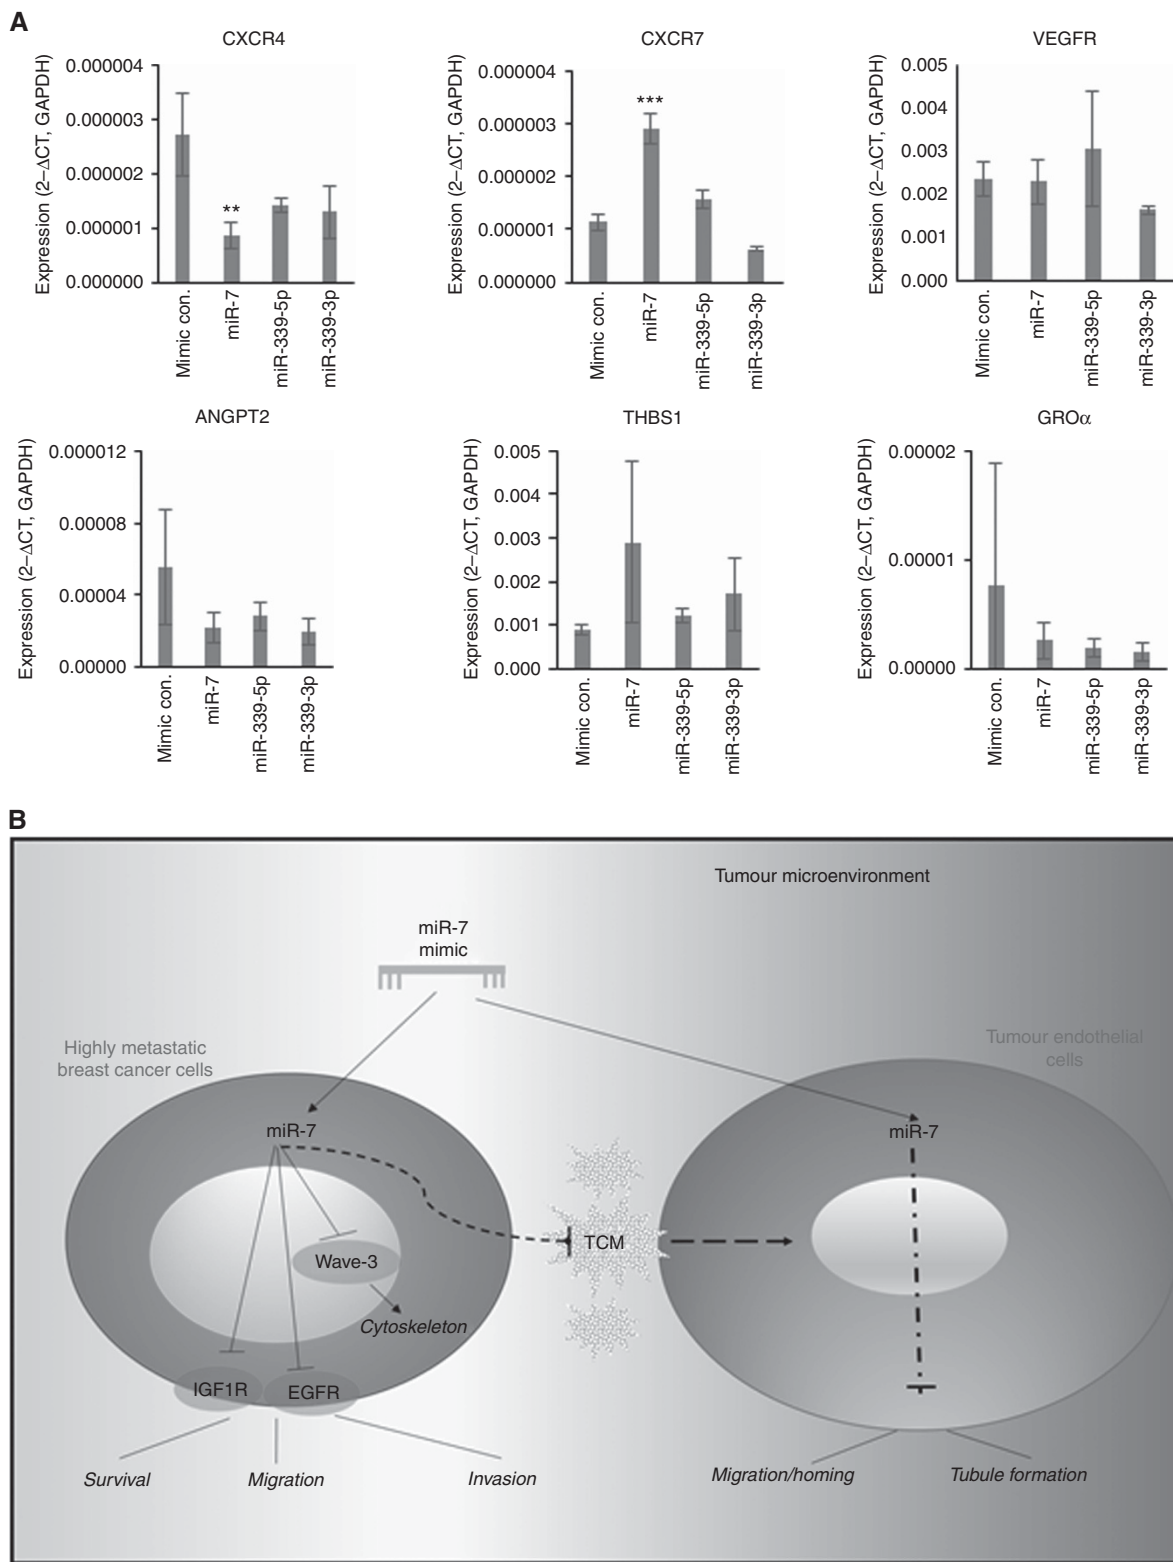 A
CXCR4
Expression (2–ΔCT, GAPDH)
0.000004
0.000003
0.000002
0.000001
0.000000
Mimic con.
miR-7
miR-339-5p
miR-339-3p
**
CXCR7
Expression (2–ΔCT, GAPDH)
0.000004
0.000003
0.000002
0.000001
0.000000
Mimic con.
miR-7
miR-339-5p
miR-339-3p
***
VEGFR
Expression (2–ΔCT, GAPDH)
0.005
0.004
0.003
0.002
0.001
0.000
Mimic con.
miR-7
miR-339-5p
miR-339-3p
ANGPT2
Expression (2–ΔCT, GAPDH)
0.000012
0.00008
0.00004
0.00000
Mimic con.
miR-7
miR-339-5p
miR-339-3p
THBS1
Expression (2–ΔCT, GAPDH)
0.005
0.004
0.003
0.002
0.001
0.000
Mimic con.
miR-7
miR-339-5p
miR-339-3p
GROα
Expression (2–ΔCT, GAPDH)
0.00002
0.00001
0.00000
Mimic con.
miR-7
miR-339-5p
miR-339-3p
B
Tumour microenvironment
miR-7
mimic
Highly metastatic
breast cancer cells
Tumour endothelial
cells
miR-7
miR-7
Wave-3
TCM
Cytoskeleton
IGF1R
EGFR
Survival
Migration
Invasion
Migration/homing
Tubule formation